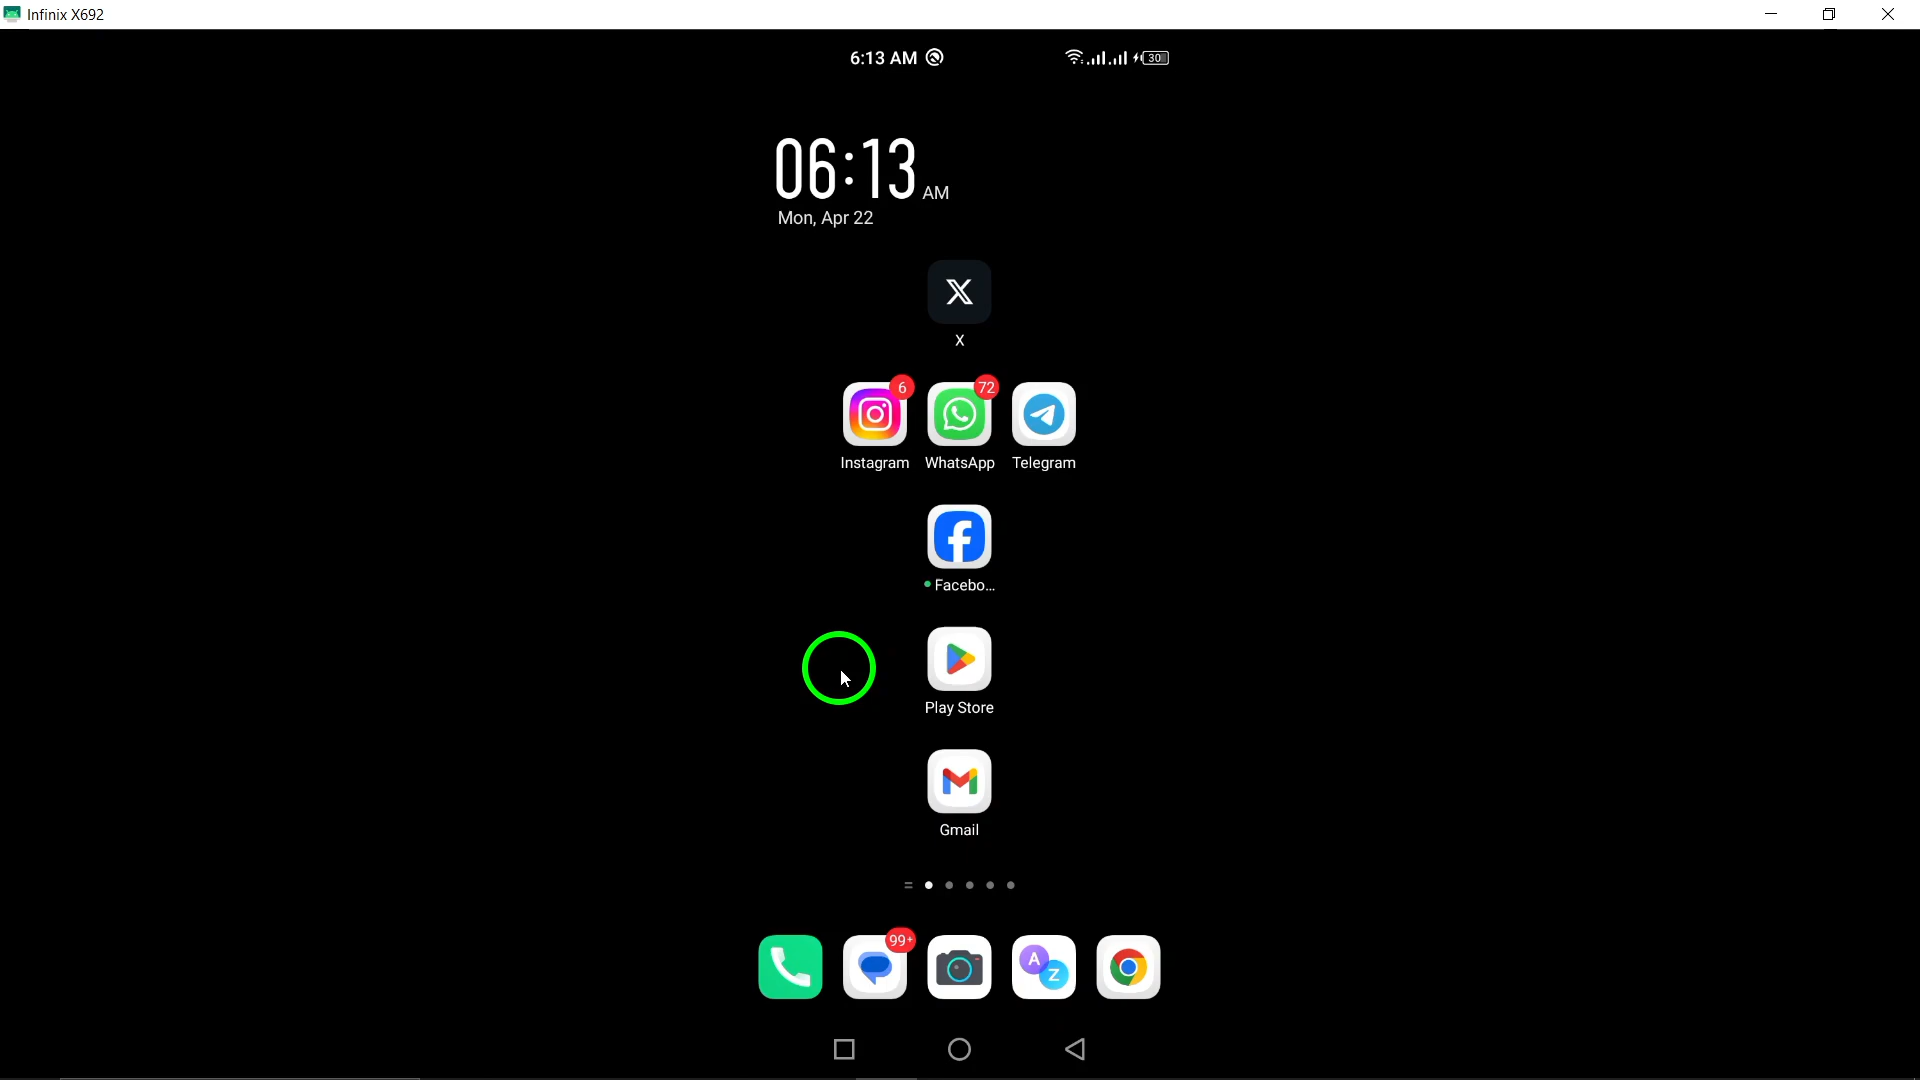 Infinix X692
6:13 AM
30
06:13 AM
Mon, Apr 22
X
6
72
Instagram
WhatsApp
Telegram
Facebo...
Play Store
Gmail
99+
A
Z